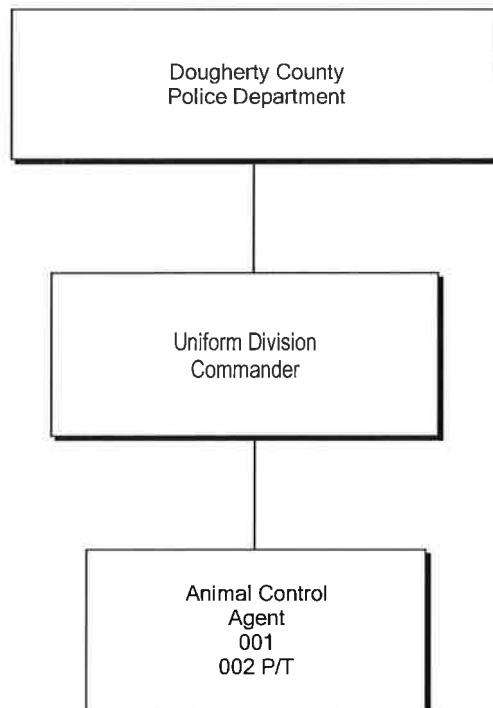 Dougherty County
Police Department
Uniform Division
Commander
Animal Control
Agent
001
002 P/T